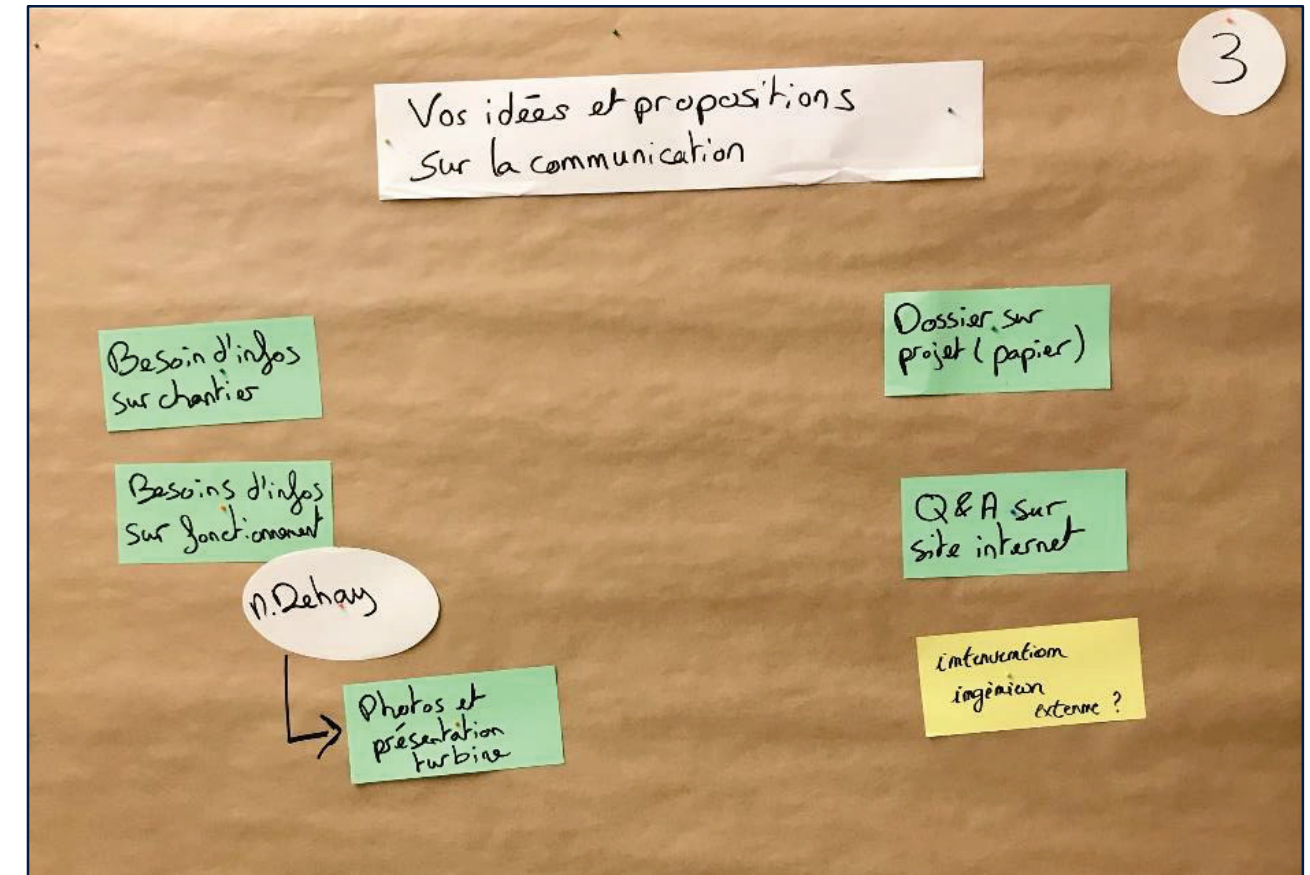 3
Vos idées et propositions
sur la communication
Besoin d'infos
sur chantier
Besoins d'infos
sur fonctionnement
n.Dehay
Photos et
présentation
turbine
Dossier sur
projet (papier)
Q&A sur
site internet
intervention
ingénieur
externe ?